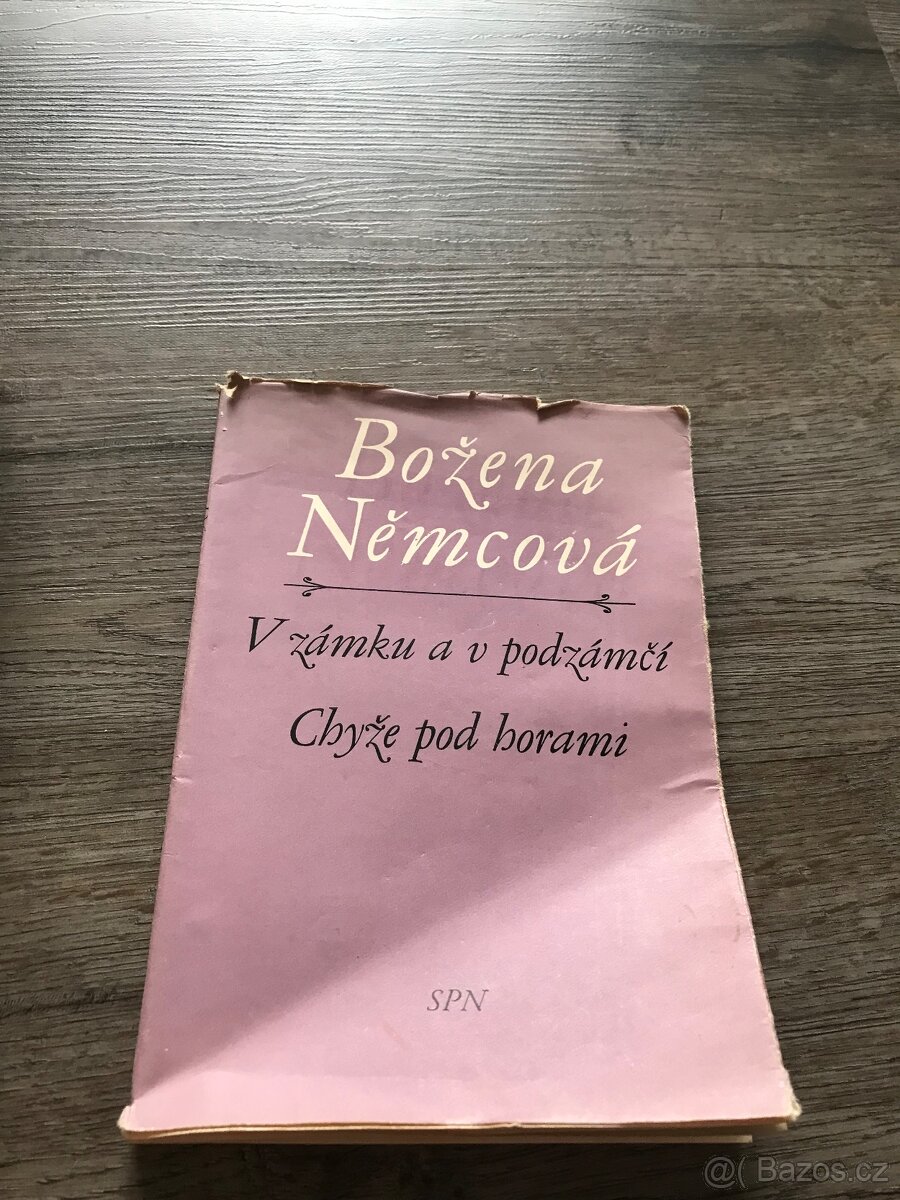 Božena
Němcová
V zámku a v podzámčí
Chyže pod horami
SPN
@( Bazos.cz